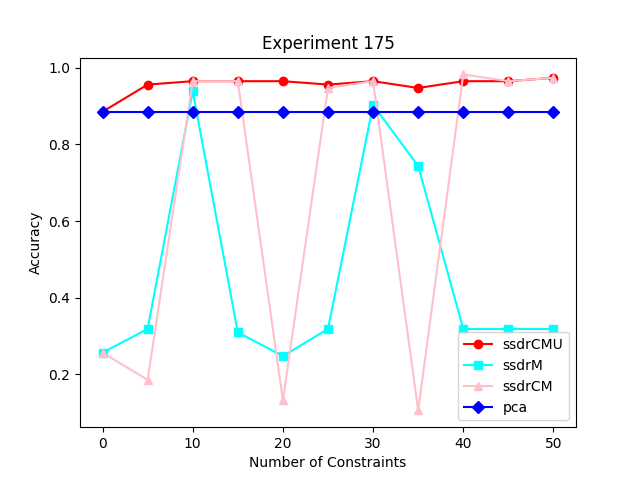 Experiment 175
1.0
0.8
0.6
0.4
0.2
Accuracy
0 10 20 30 40 50
Number of Constraints
ssdrCMU
ssdrM
ssdrCM
pca